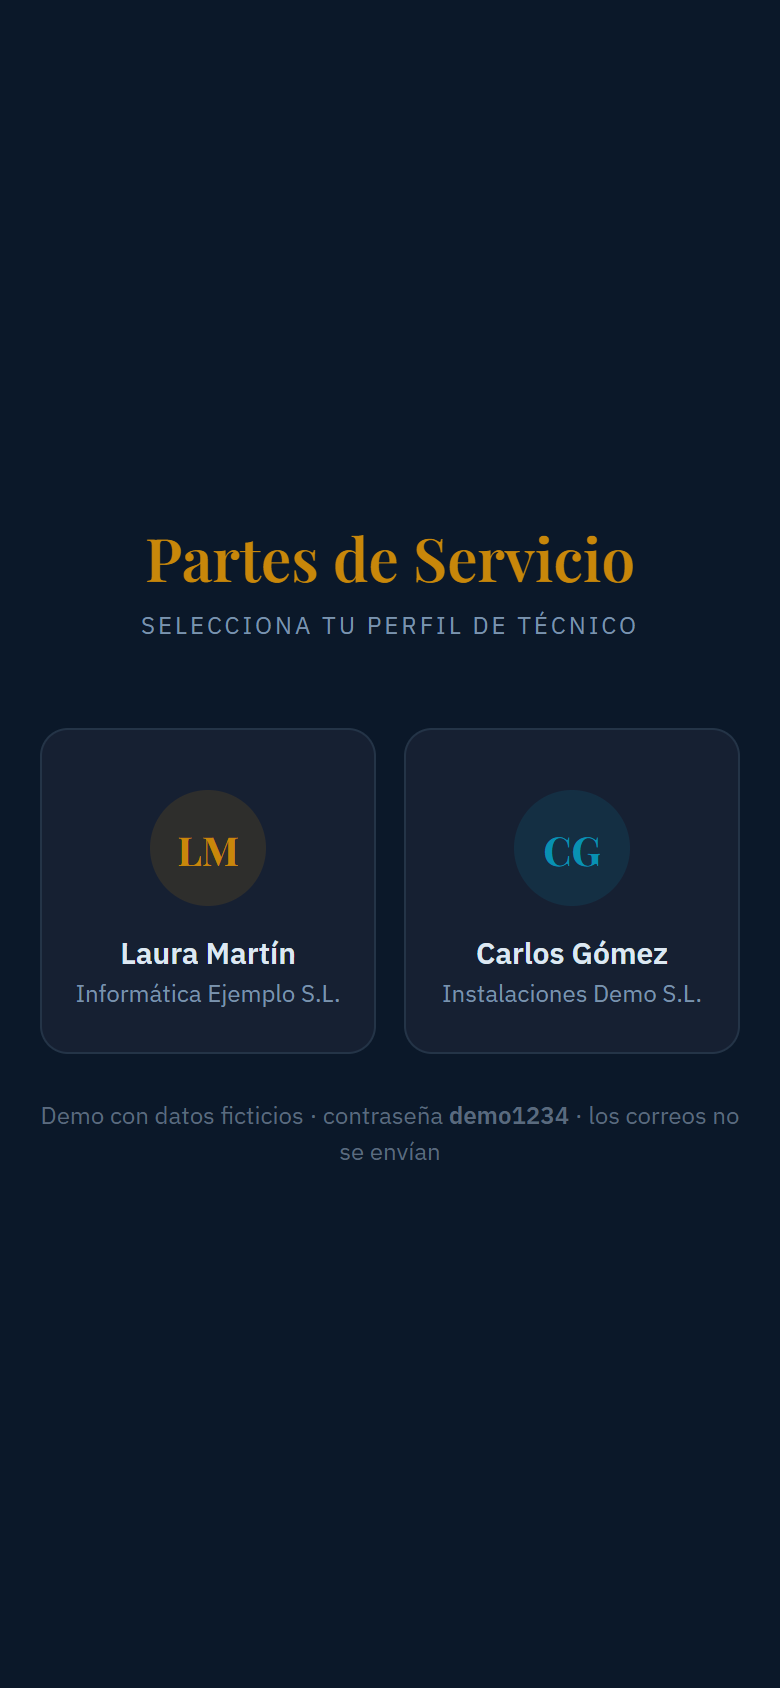 Partes de Servicio
SELECCIONA TU PERFIL DE TÉCNICO
LM
Laura Martín
Informática Ejemplo S.L.
CG
Carlos Gómez
Instalaciones Demo S.L.
Demo con datos ficticios · contraseña demo1234 · los correos no
se envían